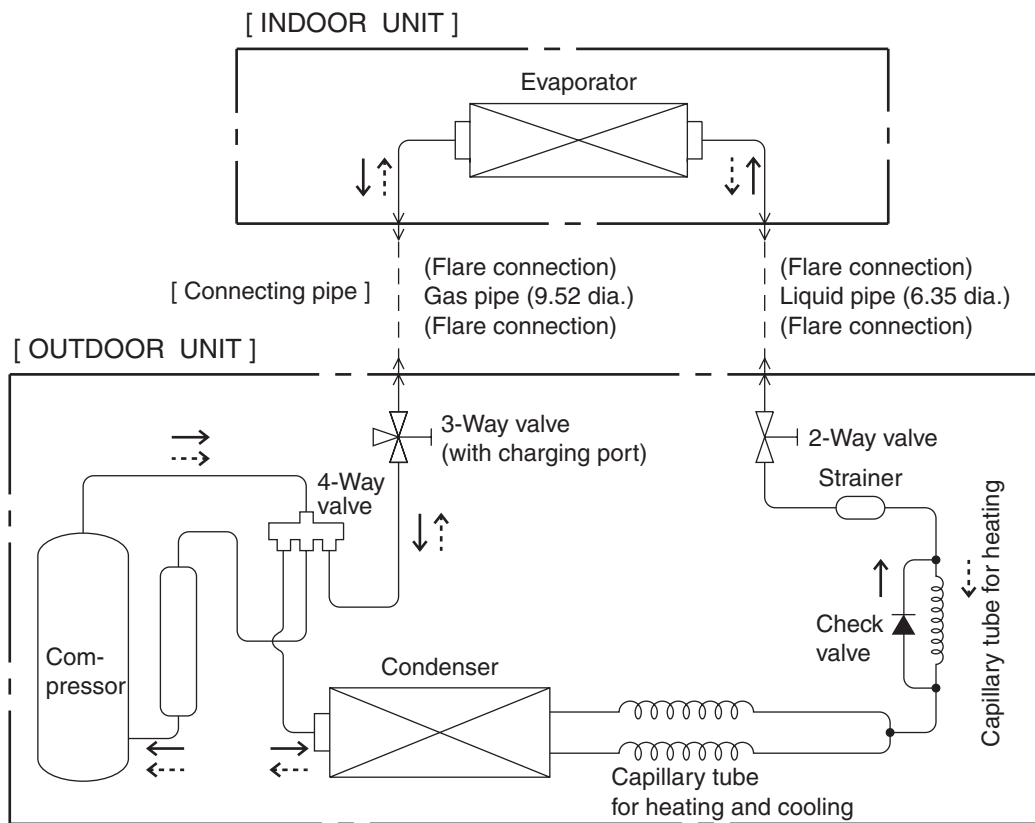 [ INDOOR UNIT ]
Evaporator
[ Connecting pipe ]
(Flare connection)
Gas pipe (9.52 dia.)
(Flare connection)
(Flare connection)
Liquid pipe (6.35 dia.)
(Flare connection)
[ OUTDOOR UNIT ]
3-Way valve
(with charging port)
2-Way valve
4-Way
valve
Strainer
Capillary tube for heating
Check
valve
Com-
pressor
Condenser
Capillary tube
for heating and cooling